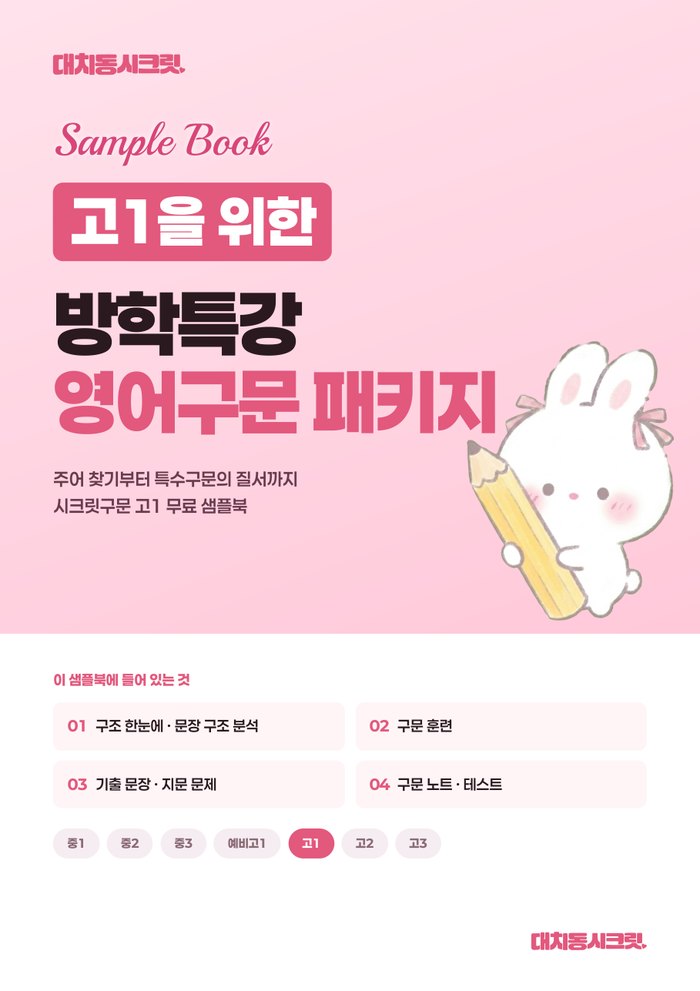 대치동시크릿.
Sample Book
고1을 위한
방학특강
영어구문 패키지
주어 찾기부터 특수구문의 질서까지
시크릿구문 고1 무료 샘플북
이 샘플북에 들어 있는 것
01 구조 한눈에 · 문장 구조 분석
02 구문 훈련
03 기출 문장 · 지문 문제
04 구문 노트 · 테스트
중1 중2 중3 예비고1 고1 고2 고3
대치동시크릿.